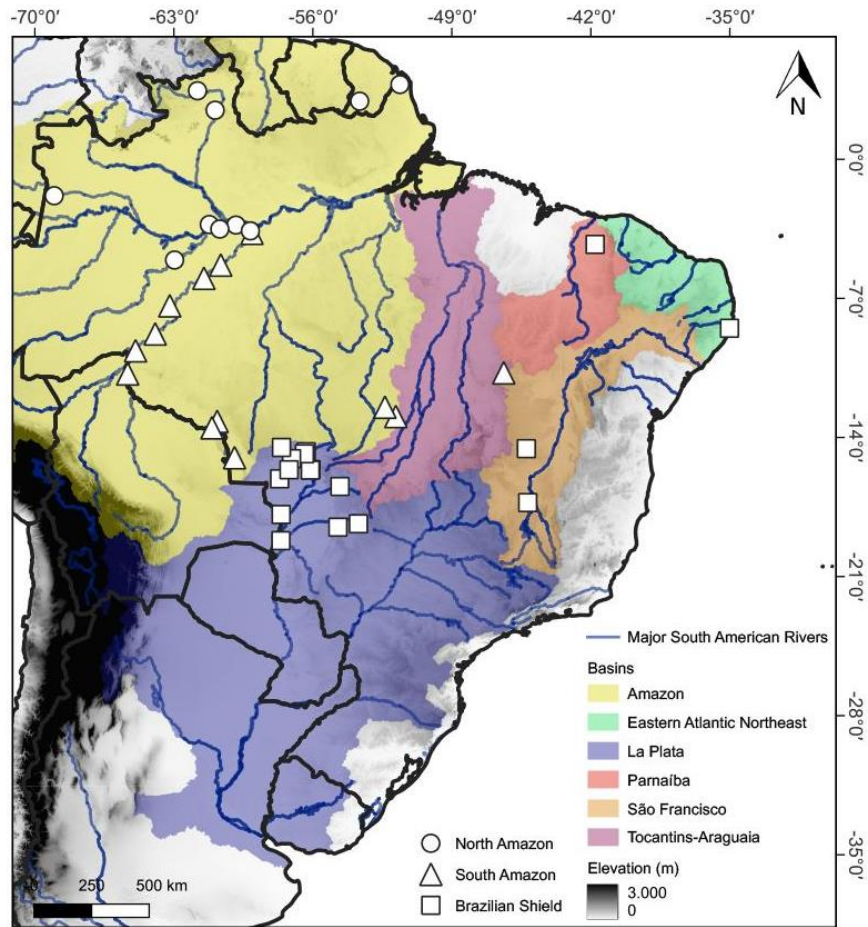 -70°0' -63°0' -56°0' -49°0' -42°0' -35°0'
N
0°0'
-7°0'
-14°0'
-21°0'
-28°0'
-35°0'
Major South American Rivers
Basins
Amazon
Eastern Atlantic Northeast
La Plata
Parnaíba
São Francisco
Tocantins-Araguaia
Elevation (m)
3.000
0
North Amazon
South Amazon
Brazilian Shield
0 250 500 km